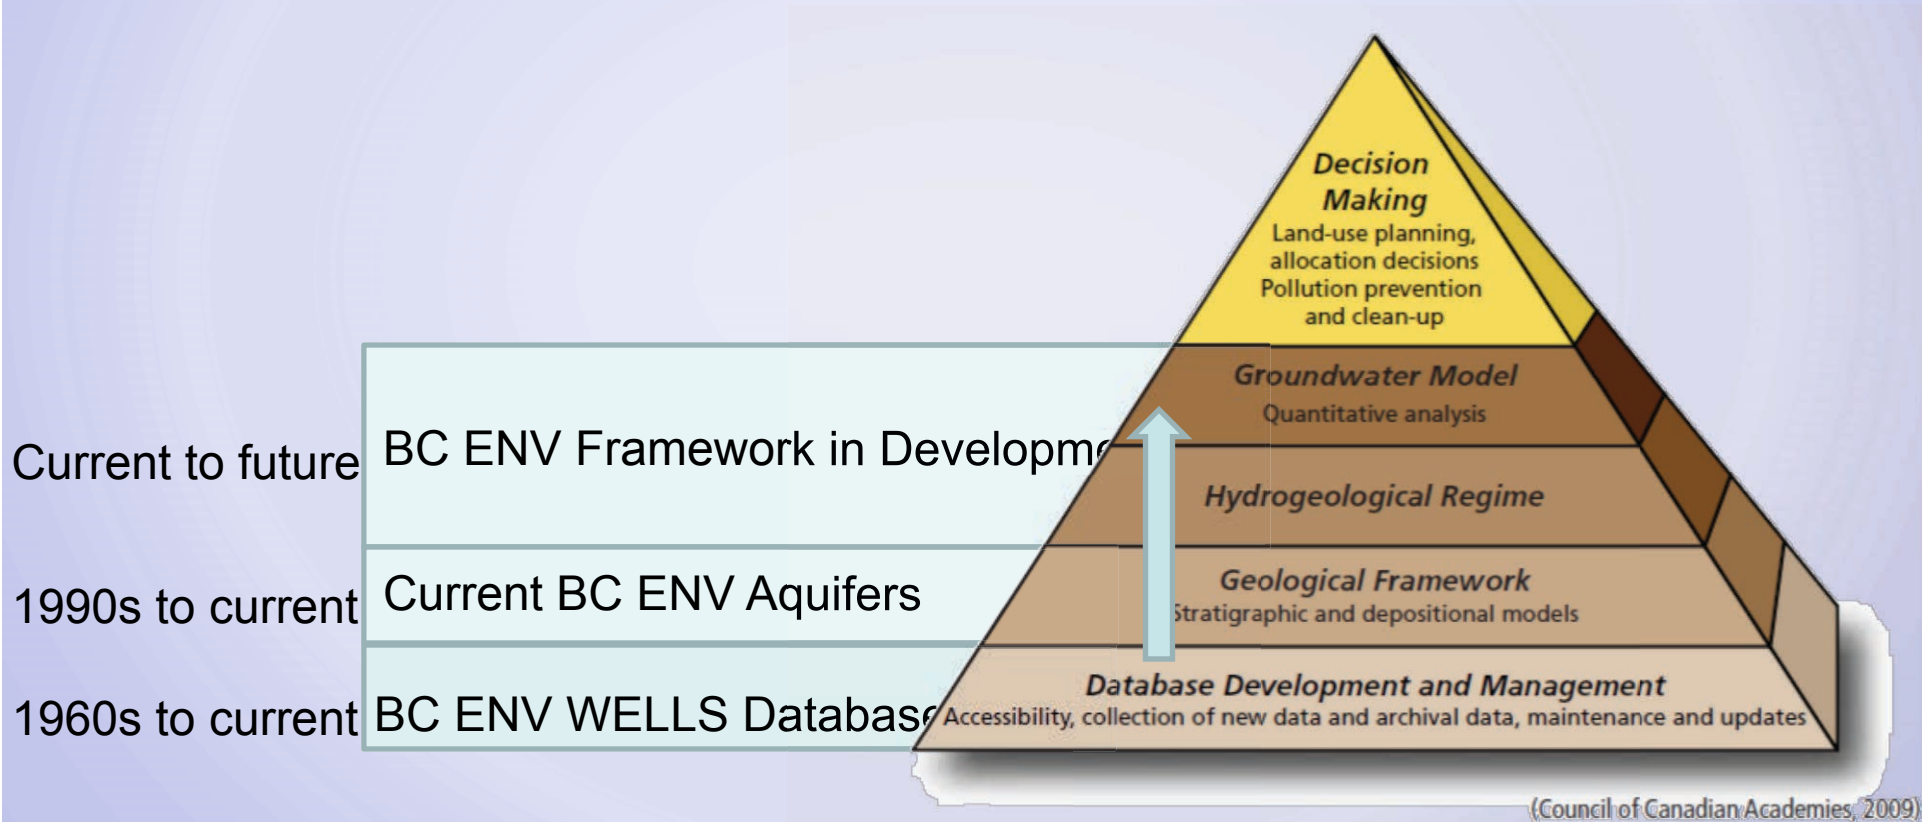 Decision
Making
Land-use planning,
allocation decisions
Pollution prevention
and clean-up
Groundwater Model
Quantitative analysis
Current to future
BC ENV Framework in Developme
Hydrogeological Regime
1990s to current
Current BC ENV Aquifers
Geological Framework
Stratigraphic and depositional models
1960s to current
BC ENV WELLS Database
Database Development and Management
Accessibility, collection of new data and archival data, maintenance and updates
(Council of Canadian Academies, 2009)